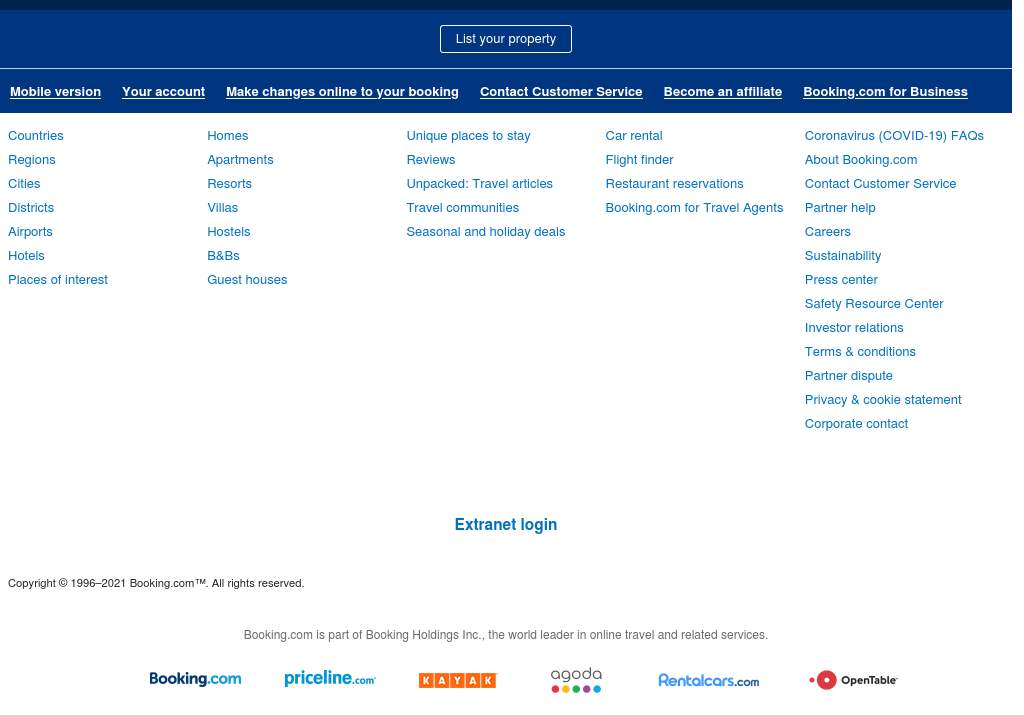 List your property
Mobile version Your account Make changes online to your booking Contact Customer Service Become an affiliate Booking.com for Business
Countries
Regions
Cities
Districts
Airports
Hotels
Places of interest
Homes
Apartments
Resorts
Villas
Hostels
B&Bs
Guest houses
Unique places to stay
Reviews
Unpacked: Travel articles
Travel communities
Seasonal and holiday deals
Car rental
Flight finder
Restaurant reservations
Booking.com for Travel Agents
Coronavirus (COVID-19) FAQs
About Booking.com
Contact Customer Service
Partner help
Careers
Sustainability
Press center
Safety Resource Center
Investor relations
Terms & conditions
Partner dispute
Privacy & cookie statement
Corporate contact
Extranet login
Copyright © 1996–2021 Booking.com™. All rights reserved.
Booking.com is part of Booking Holdings Inc., the world leader in online travel and related services.
Booking.com priceline.com KAYAK agoda Rentalcars.com OpenTable